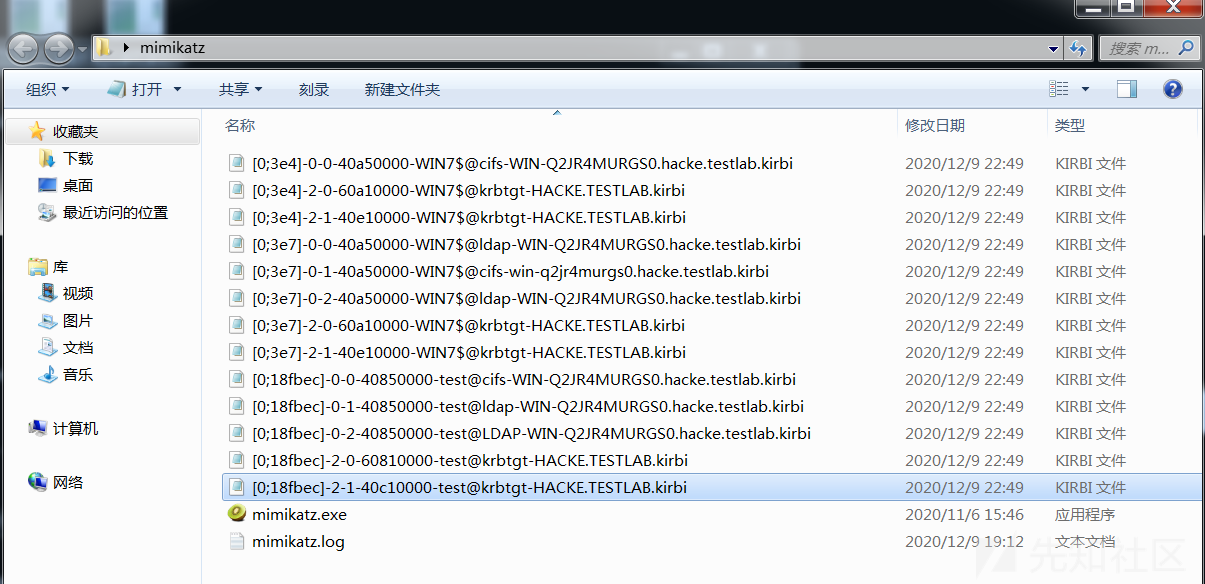 mimikatz
搜索 m...
组织 打开 共享 刻录 新建文件夹
收藏夹
下载
桌面
最近访问的位置
库
视频
图片
文档
音乐
计算机
网络
名称 修改日期 类型
[0;3e4]-0-0-40a50000-WIN7$@cifs-WIN-Q2JR4MURGS0.hacke.testlab.kirbi 2020/12/9 22:49 KIRBI 文件
[0;3e4]-2-0-60a10000-WIN7$@krbtgt-HACKE.TESTLAB.kirbi 2020/12/9 22:49 KIRBI 文件
[0;3e4]-2-1-40e10000-WIN7$@krbtgt-HACKE.TESTLAB.kirbi 2020/12/9 22:49 KIRBI 文件
[0;3e7]-0-0-40a50000-WIN7$@ldap-WIN-Q2JR4MURGS0.hacke.testlab.kirbi 2020/12/9 22:49 KIRBI 文件
[0;3e7]-0-1-40a50000-WIN7$@cifs-win-q2jr4murgs0.hacke.testlab.kirbi 2020/12/9 22:49 KIRBI 文件
[0;3e7]-0-2-40a50000-WIN7$@ldap-WIN-Q2JR4MURGS0.hacke.testlab.kirbi 2020/12/9 22:49 KIRBI 文件
[0;3e7]-2-0-60a10000-WIN7$@krbtgt-HACKE.TESTLAB.kirbi 2020/12/9 22:49 KIRBI 文件
[0;3e7]-2-1-40e10000-WIN7$@krbtgt-HACKE.TESTLAB.kirbi 2020/12/9 22:49 KIRBI 文件
[0;18fbec]-0-0-40850000-test@cifs-WIN-Q2JR4MURGS0.hacke.testlab.kirbi 2020/12/9 22:49 KIRBI 文件
[0;18fbec]-0-1-40850000-test@ldap-WIN-Q2JR4MURGS0.hacke.testlab.kirbi 2020/12/9 22:49 KIRBI 文件
[0;18fbec]-0-2-40850000-test@LDAP-WIN-Q2JR4MURGS0.hacke.testlab.kirbi 2020/12/9 22:49 KIRBI 文件
[0;18fbec]-2-0-60810000-test@krbtgt-HACKE.TESTLAB.kirbi 2020/12/9 22:49 KIRBI 文件
[0;18fbec]-2-1-40c10000-test@krbtgt-HACKE.TESTLAB.kirbi 2020/12/9 22:49 KIRBI 文件
mimikatz.exe 2020/11/6 15:46 应用程序
mimikatz.log 2020/12/9 19:12 文本文档
先知社区